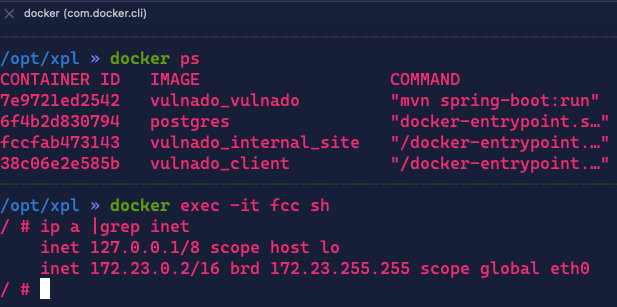 docker (com.docker.cli)
/opt/xpl » docker ps
CONTAINER ID   IMAGE                   COMMAND
7e9721ed2542   vulnado_vulnado         "mvn spring-boot:run"
6f4b2d830794   postgres                "docker-entrypoint.s…"
fccfab473143   vulnado_internal_site   "/docker-entrypoint.…"
38c06e2e585b   vulnado_client          "/docker-entrypoint.…"
/opt/xpl » docker exec -it fcc sh
/ # ip a |grep inet
    inet 127.0.0.1/8 scope host lo
    inet 172.23.0.2/16 brd 172.23.255.255 scope global eth0
/ #